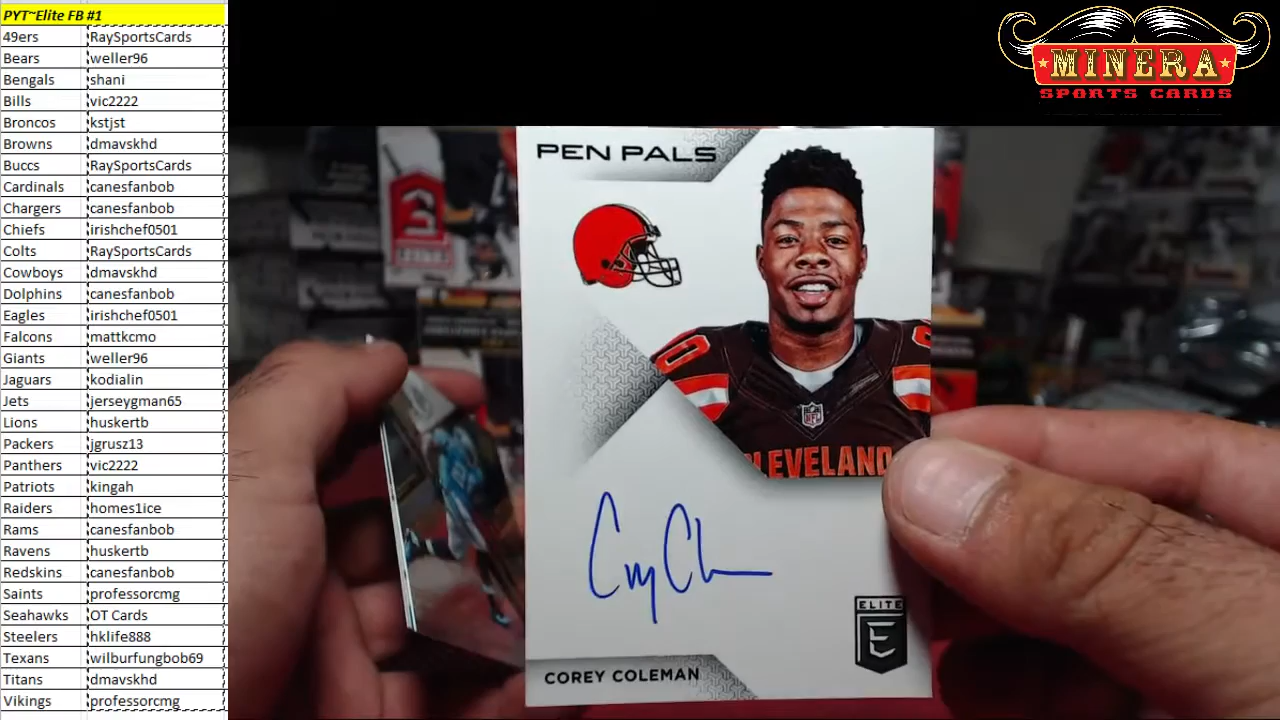 PYT~Elite FB #1
49ers RaySportsCards
Bears weller96
Bengals shani
Bills vic2222
Broncos kstjst
Browns dmavskhd
Buccs RaySportsCards
Cardinals canesfanbob
Chargers canesfanbob
Chiefs irishchef0501
Colts RaySportsCards
Cowboys dmavskhd
Dolphins canesfanbob
Eagles irishchef0501
Falcons mattkcmo
Giants weller96
Jaguars kodialin
Jets jerseygman65
Lions huskertb
Packers jgrusz13
Panthers vic2222
Patriots kingah
Raiders homes1ice
Rams canesfanbob
Ravens huskertb
Redskins canesfanbob
Saints professorcmg
Seahawks OT Cards
Steelers hklife888
Texans wilburfungbob69
Titans dmavskhd
Vikings professorcmg
MINERA
SPORTS CARDS
PEN PALS
NFL
CLEVELAND
ELITE
COREY COLEMAN